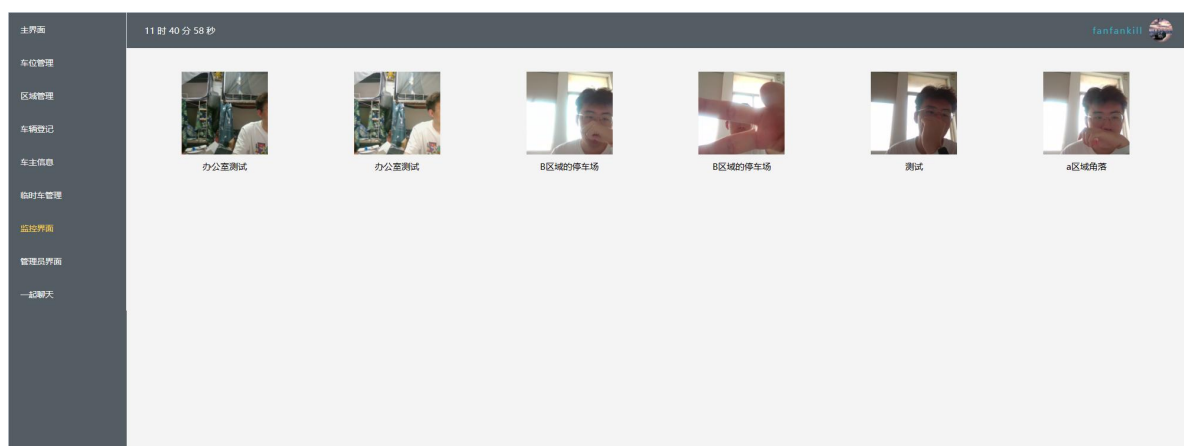 主界面
11 时 40 分 58 秒
fanfankill
车位管理
区域管理
车辆登记
车主信息
临时车管理
监控界面
管理员界面
一起聊天
办公室测试
办公室测试
B区域的停车场
B区域的停车场
测试
a区域角落